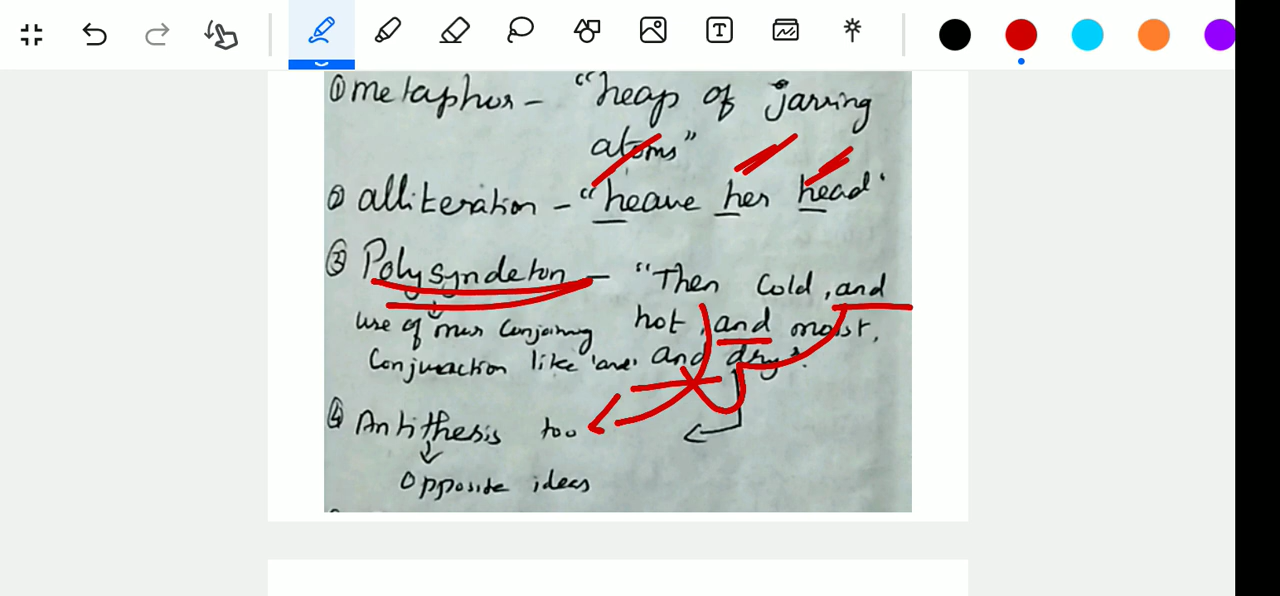 ① metaphor - "heap of jarring
atoms"
② alliteration - "heave her head"
③ Polysyndeton - "Then cold, and
hot, and moist,
and dry".
use of many conjoining
conjunction like 'and'
④ Antithesis too
opposite ideas
T